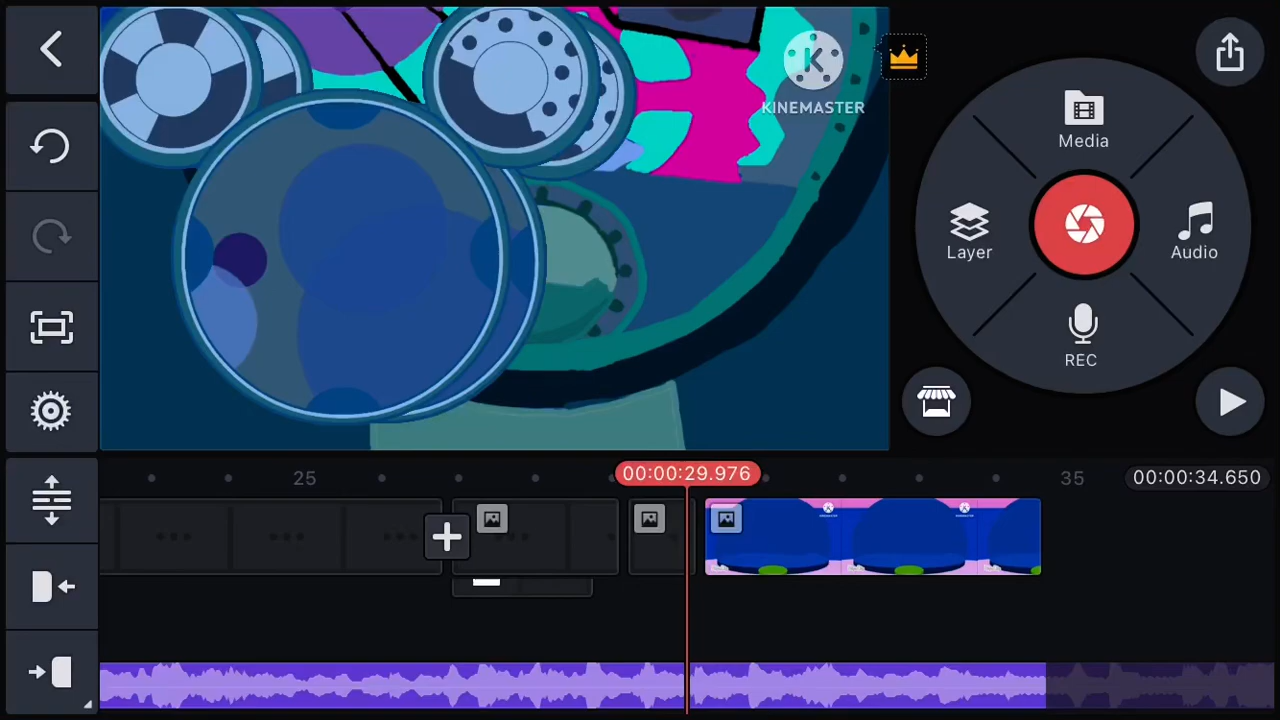 KINEMASTER
Media
Layer
Audio
REC
25
00:00:29.976
35
00:00:34.650